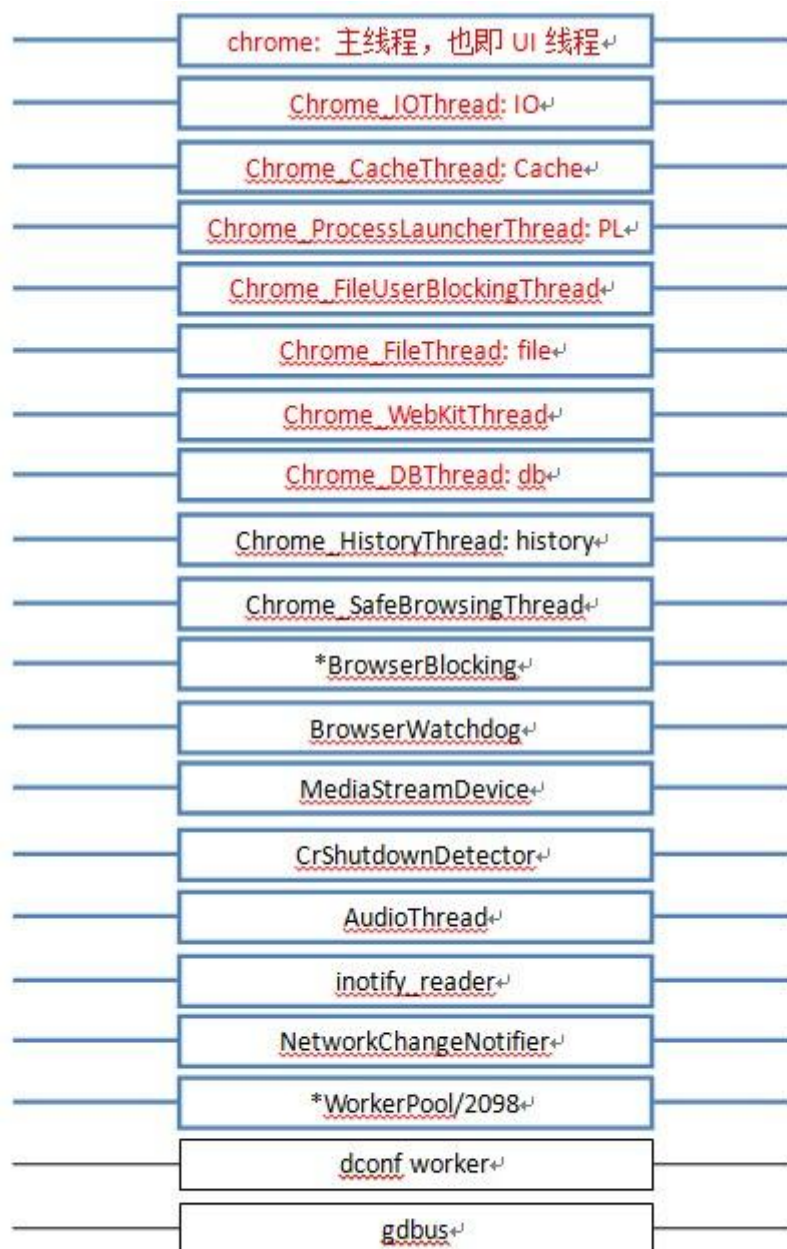 chrome: 主线程，也即 UI 线程
Chrome_IOThread: IO
Chrome_CacheThread: Cache
Chrome_ProcessLauncherThread: PL
Chrome_FileUserBlockingThread
Chrome_FileThread: file
Chrome_WebKitThread
Chrome_DBThread: db
Chrome_HistoryThread: history
Chrome_SafeBrowsingThread
*BrowserBlocking
BrowserWatchdog
MediaStreamDevice
CrShutdownDetector
AudioThread
inotify_reader
NetworkChangeNotifier
*WorkerPool/2098
dconf worker
gdbus